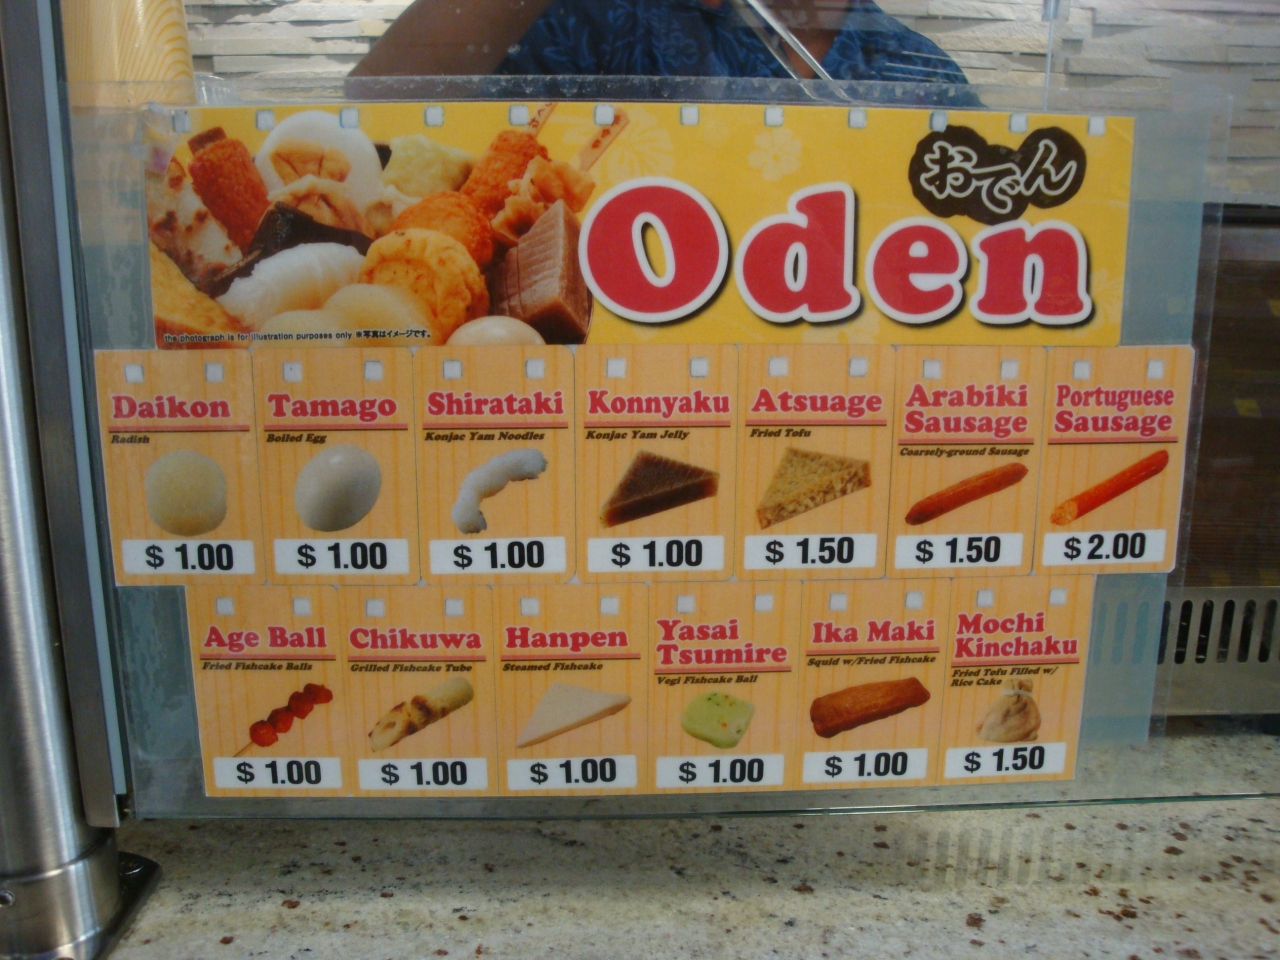 おでん
Oden
the photograph is for illustration purposes only ※写真はイメージです。
Daikon
Radish
$ 1.00
Tamago
Boiled Egg
$ 1.00
Shirataki
Konjac Yam Noodles
$ 1.00
Konnyaku
Konjac Yam Jelly
$ 1.00
Atsuage
Fried Tofu
$ 1.50
Arabiki
Sausage
Coarsely-ground Sausage
$ 1.50
Portuguese
Sausage
$ 2.00
Age Ball
Fried Fishcake Balls
$ 1.00
Chikuwa
Grilled Fishcake Tube
$ 1.00
Hanpen
Steamed Fishcake
$ 1.00
Yasai
Tsumire
Vegi Fishcake Ball
$ 1.00
Ika Maki
Squid w/Fried Fishcake
$ 1.00
Mochi
Kinchaku
Fried Tofu Filled w/
Rice Cake
$ 1.50